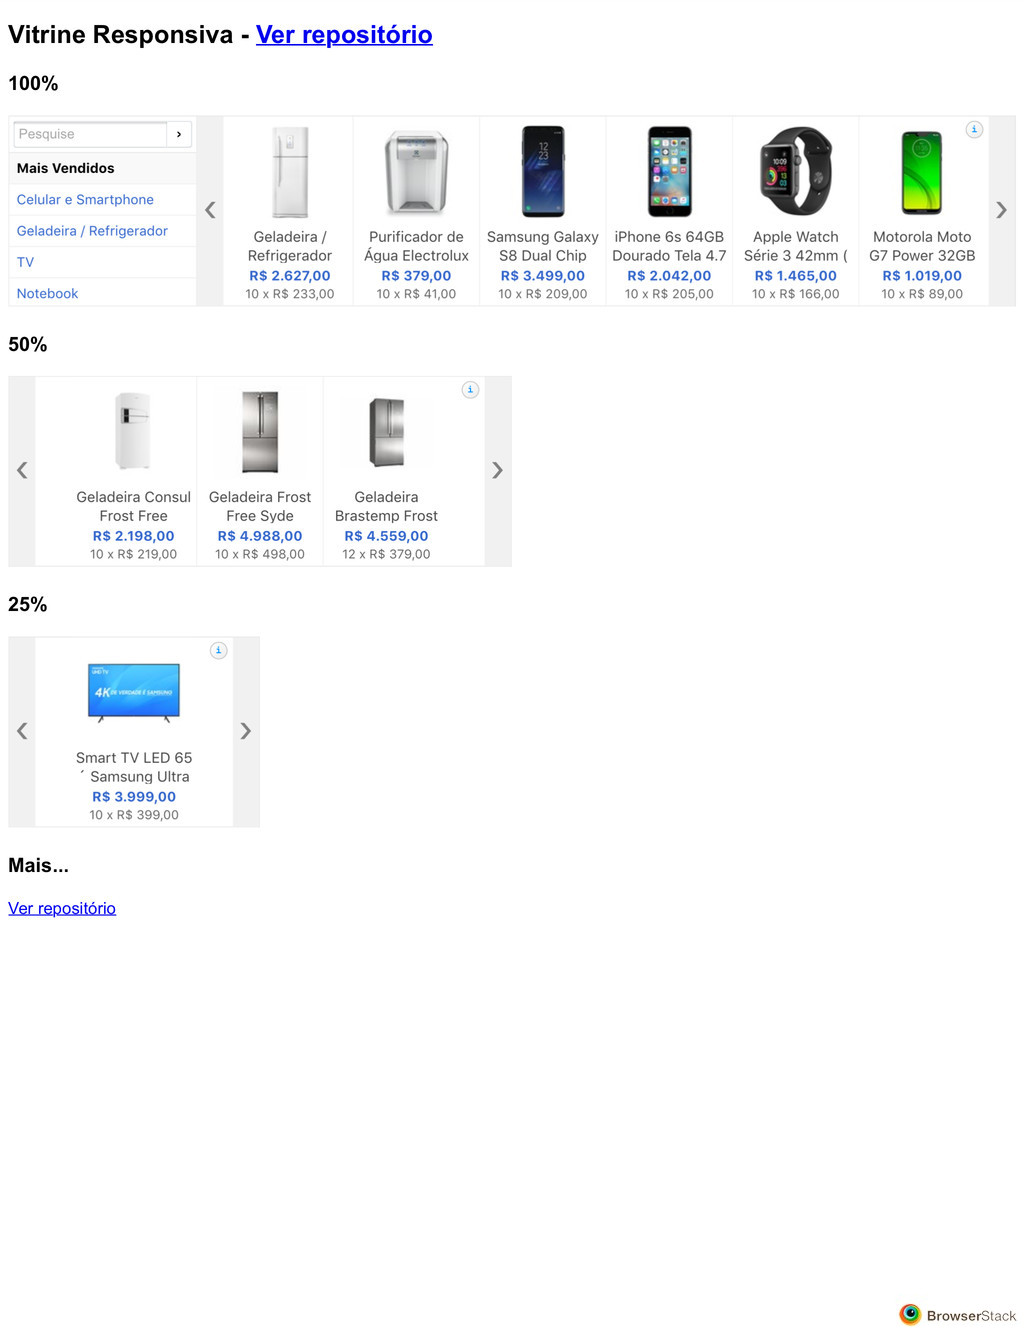 Vitrine Responsiva - Ver repositório
100%
Pesquise
Mais Vendidos
Celular e Smartphone
Geladeira / Refrigerador
TV
Notebook
Geladeira /
Refrigerador
R$ 2.627,00
10 x R$ 233,00
Purificador de
Água Electrolux
R$ 379,00
10 x R$ 41,00
Samsung Galaxy
S8 Dual Chip
R$ 3.499,00
10 x R$ 209,00
iPhone 6s 64GB
Dourado Tela 4.7
R$ 2.042,00
10 x R$ 205,00
Apple Watch
Série 3 42mm (
R$ 1.465,00
10 x R$ 166,00
Motorola Moto
G7 Power 32GB
R$ 1.019,00
10 x R$ 89,00
50%
Geladeira Consul
Frost Free
R$ 2.198,00
10 x R$ 219,00
Geladeira Frost
Free Syde
R$ 4.988,00
10 x R$ 498,00
Geladeira
Brastemp Frost
R$ 4.559,00
12 x R$ 379,00
25%
4K DE VERDADE É SAMSUNG
Smart TV LED 65
´ Samsung Ultra
R$ 3.999,00
10 x R$ 399,00
Mais...
Ver repositório
BrowserStack